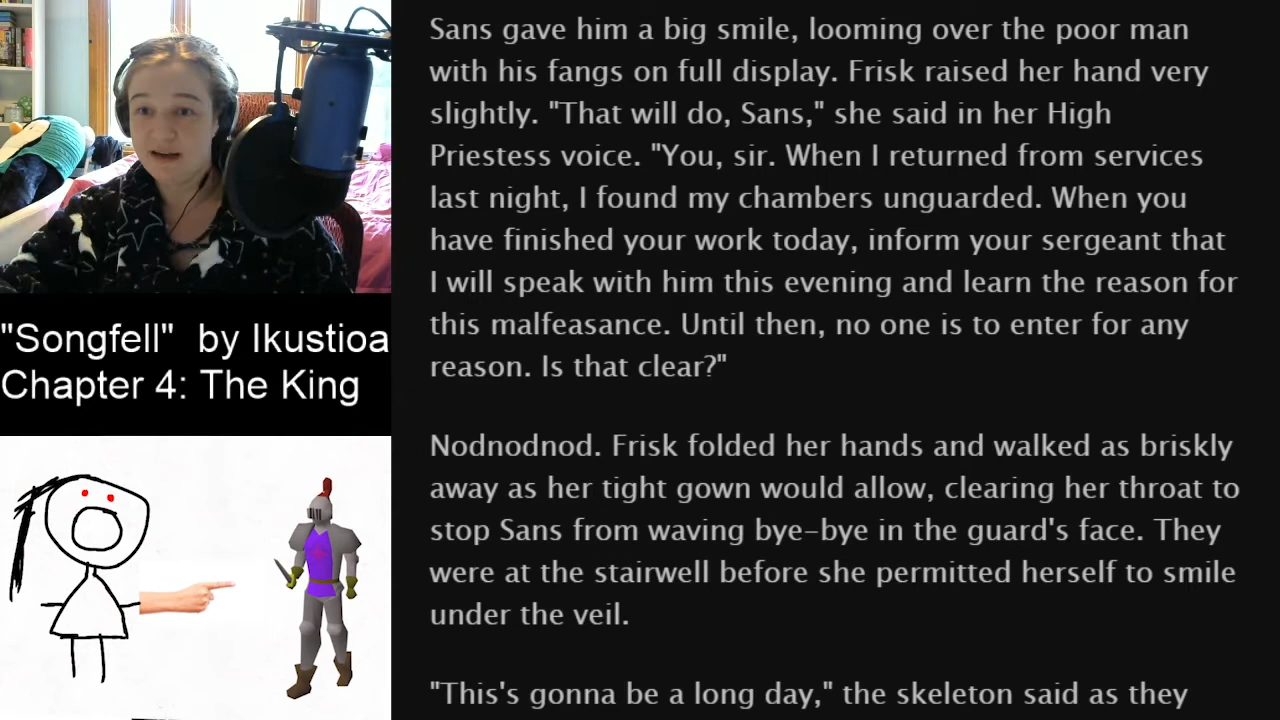 "Songfell" by Ikustioa
Chapter 4: The King
Sans gave him a big smile, looming over the poor man
with his fangs on full display. Frisk raised her hand very
slightly. "That will do, Sans," she said in her High
Priestess voice. "You, sir. When I returned from services
last night, I found my chambers unguarded. When you
have finished your work today, inform your sergeant that
I will speak with him this evening and learn the reason for
this malfeasance. Until then, no one is to enter for any
reason. Is that clear?"
Nodnodnod. Frisk folded her hands and walked as briskly
away as her tight gown would allow, clearing her throat to
stop Sans from waving bye-bye in the guard's face. They
were at the stairwell before she permitted herself to smile
under the veil.
"This's gonna be a long day," the skeleton said as they